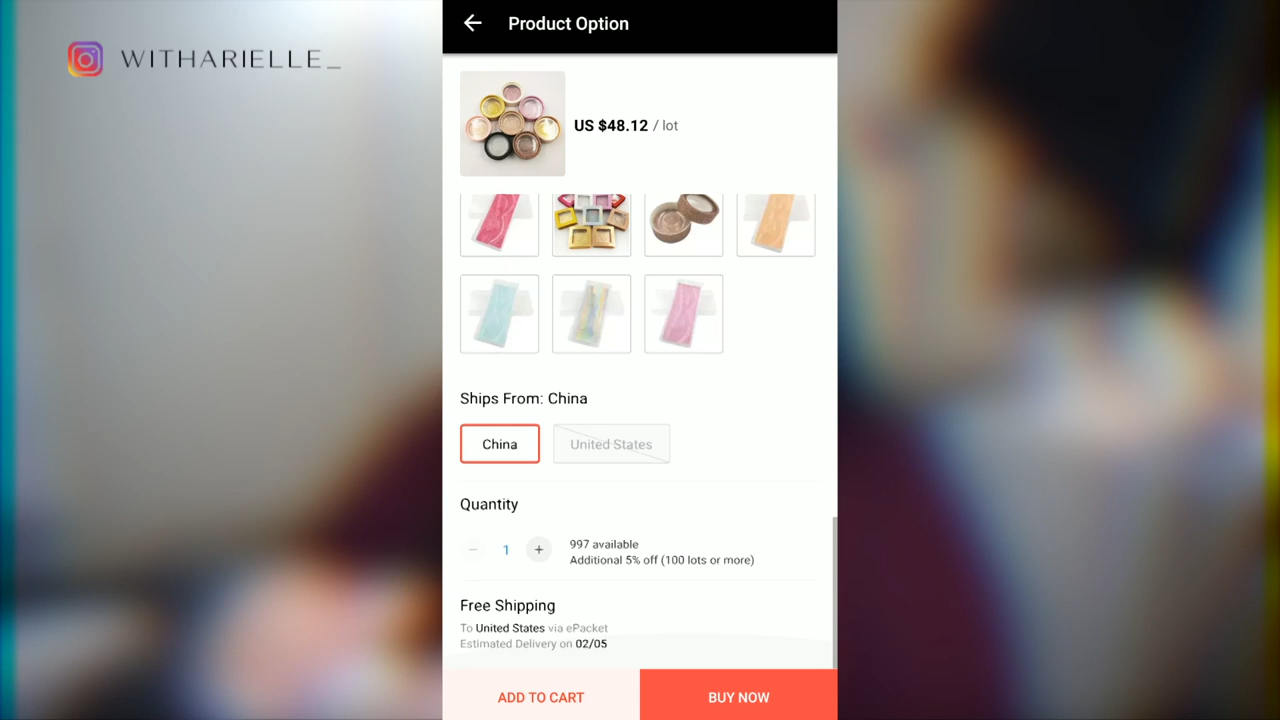 WITHARIELLE_
Product Option
US $48.12 / lot
Ships From: China
China
United States
Quantity
1
997 available
Additional 5% off (100 lots or more)
Free Shipping
To United States via ePacket
Estimated Delivery on 02/05
ADD TO CART
BUY NOW